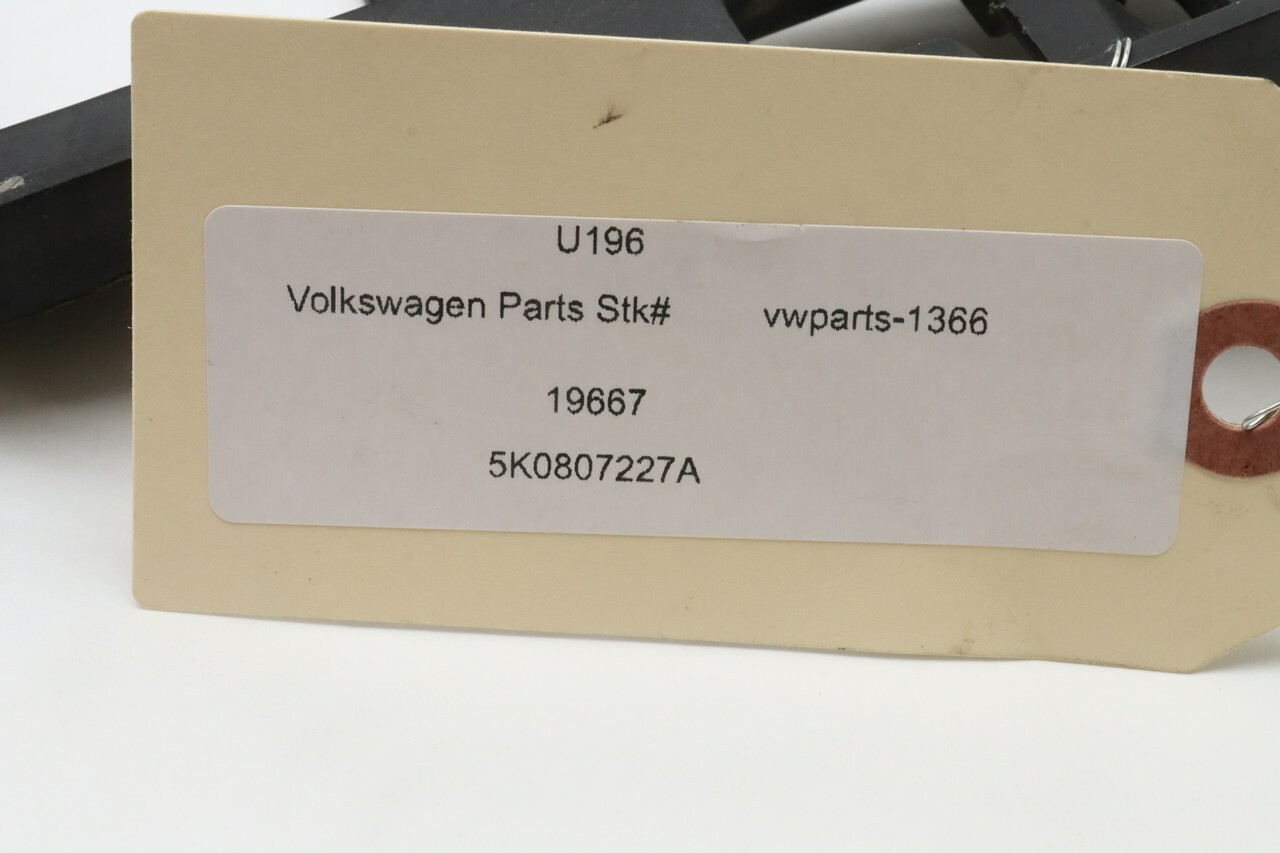 U196
Volkswagen Parts Stk# vwparts-1366
19667
5K0807227A